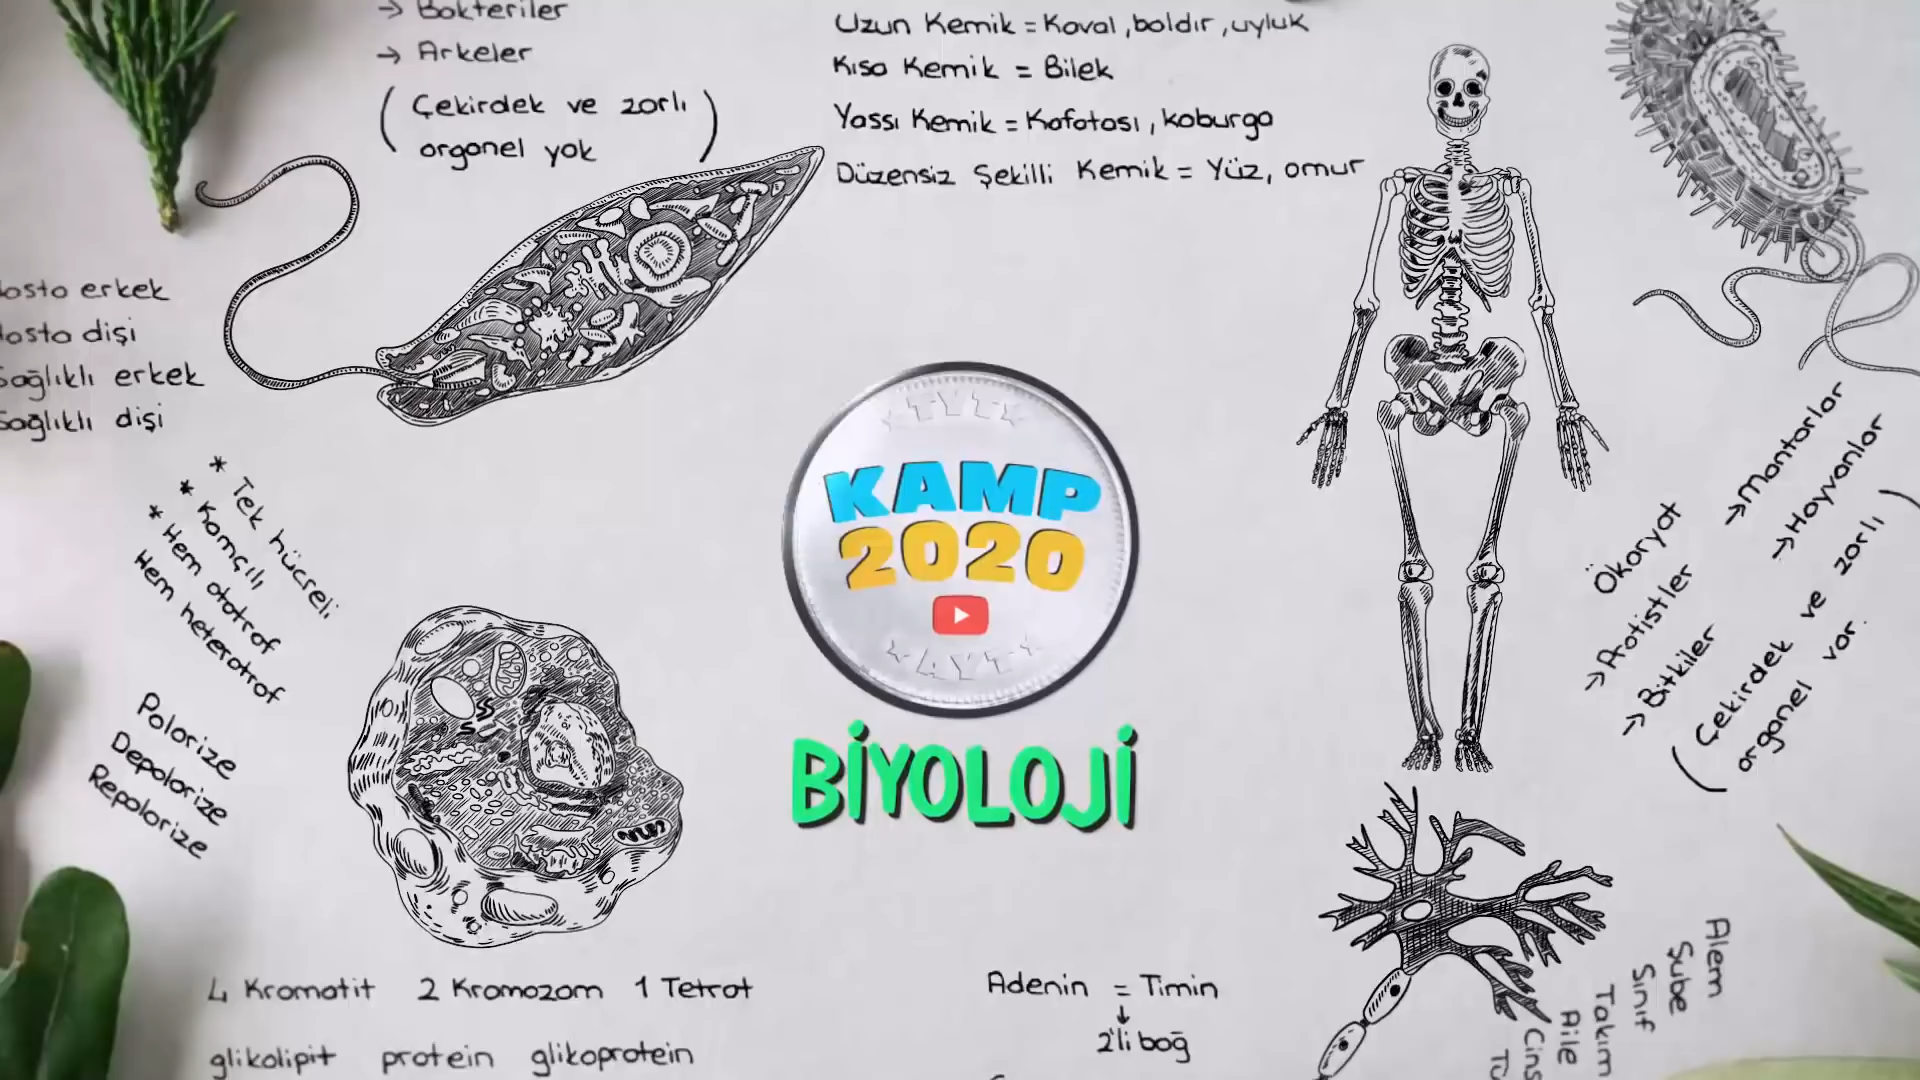 → Bakteriler
→ Arkeler
(Çekirdek ve zarlı
organel yok)
Uzun Kemik = Kaval, baldır, uyluk
Kısa Kemik = Bilek
Yassı Kemik = Kafatası, kaburga
Düzensiz Şekilli Kemik = Yüz, omur
erkek
dişi
Sağlıklı erkek
Sağlıklı dişi
* Tek hücreli
* Kamçılı
* Hem ototrof
Hem heterotrof
Polarize
Depolarize
Repolarize
TYT
KAMP
2020
AYT
BİYOLOJİ
Ökaryot
→ Protistler
→ Bitkiler
→ Mantarlar
→ Hayvanlar
(Çekirdek ve zarlı
organel var.
4 Kromatit 2 Kromozom 1 Tetrat
glikolipit protein glikoprotein
Adenin = Timin
↓
2'li bağ
Alem
Şube
Sınıf
Takım
Aile
Cins